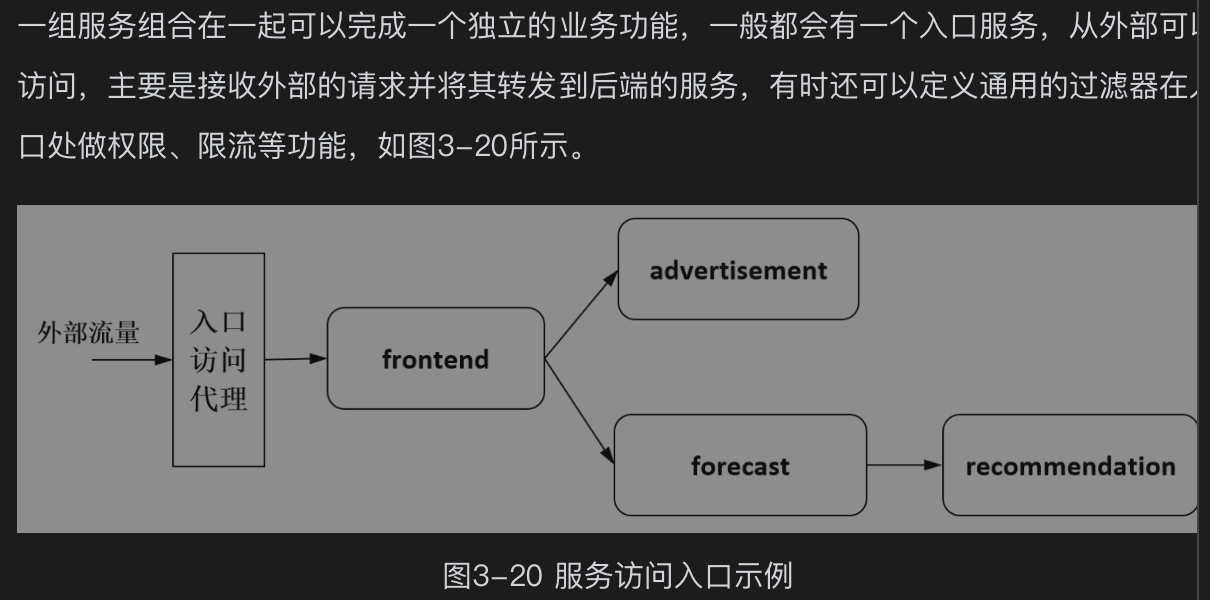 一组服务组合在一起可以完成一个独立的业务功能，一般都会有一个入口服务，从外部可以
访问，主要是接收外部的请求并将其转发到后端的服务，有时还可以定义通用的过滤器在入
口处做权限、限流等功能，如图3-20所示。
advertisement
外部流量
入口
访问
代理
frontend
forecast
recommendation
图3-20 服务访问入口示例